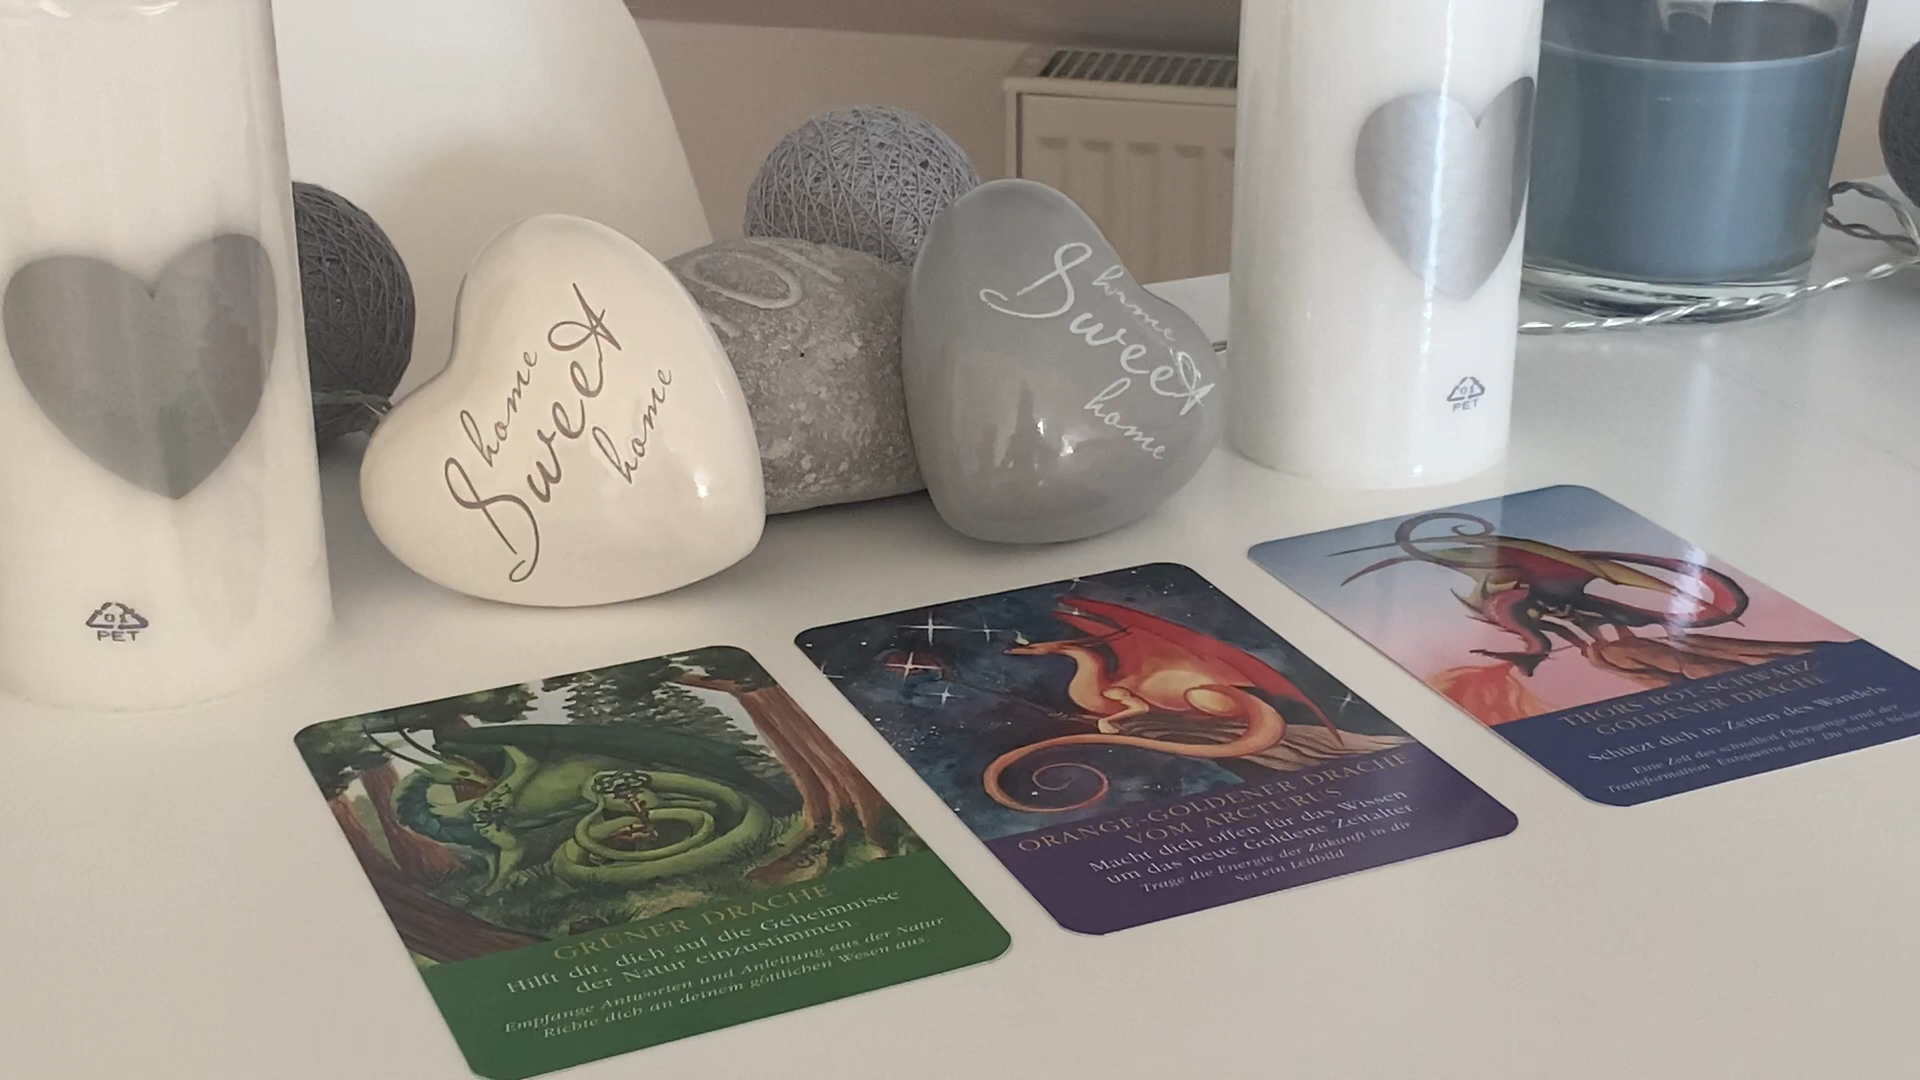 home
Sweet
home
home
Sweet
home
01
PET
01
PET
GRÜNER DRACHE
Hilft dir, dich auf die Geheimnisse
der Natur einzustimmen.
Empfange Antworten und Anleitung aus der Natur
Richte dich an deinem göttlichen Wesen aus.
ORANGE-GOLDENER DRACHE
VOM ARCTURUS
Macht dich offen für das Wissen
um das neue Goldene Zeitalter.
Trage die Energie der Zukunft in dir
Sei ein Leitbild
THORS ROT-SCHWARZ-
GOLDENER DRACHE
Schützt dich in Zeiten des Wandels
Eine Zeit des schnellen Übergangs und der
Transformation. Entspanne dich. Du bist in